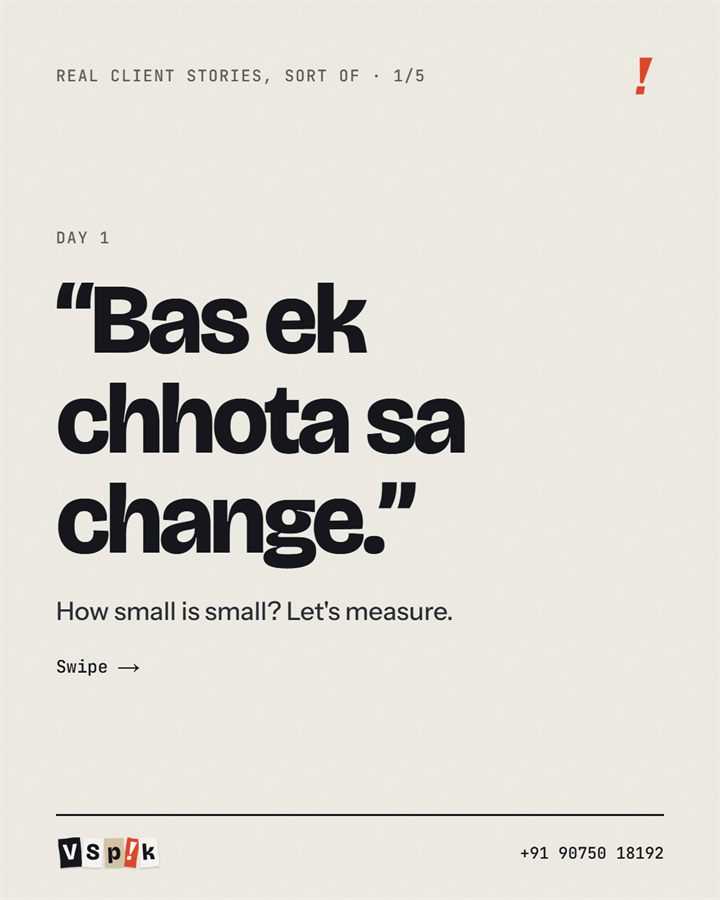 REAL CLIENT STORIES, SORT OF · 1/5
!
DAY 1
“Bas ek
chhota sa
change.”
How small is small? Let's measure.
Swipe →
VSp!k
+91 90750 18192